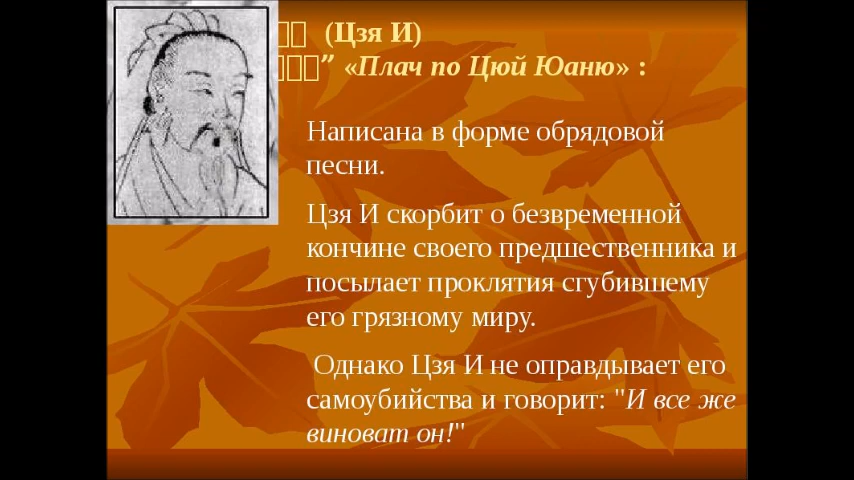 (Цзя И)
” «Плач по Цюй Юаню» :
Написана в форме обрядовой
песни.
Цзя И скорбит о безвременной
кончине своего предшественника и
посылает проклятия сгубившему
его грязному миру.
Однако Цзя И не оправдывает его
самоубийства и говорит: "И все же
виноват он!"